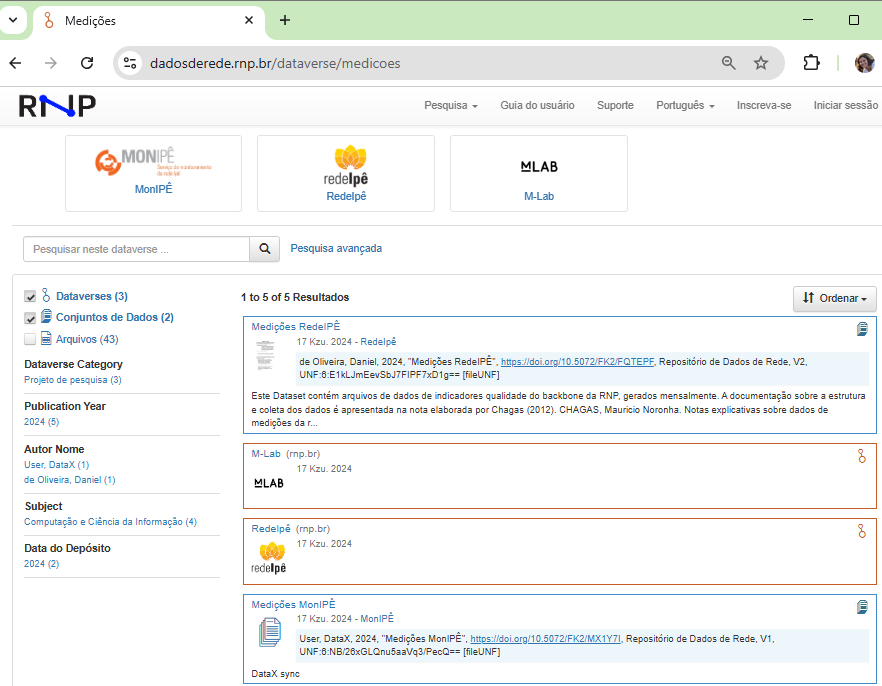 Medições
dadosderede.rnp.br/dataverse/medicoes
RNP
Pesquisa
Guia do usuário
Suporte
Português
Inscreva-se
Iniciar sessão
MONIPÊ
Serviço de monitoramento
da rede Ipê
MonIPÊ
redeIpê
RedeIpê
MLAB
M-Lab
Pesquisar neste dataverse ...
Pesquisa avançada
Dataverses (3)
Conjuntos de Dados (2)
Arquivos (43)
Dataverse Category
Projeto de pesquisa (3)
Publication Year
2024 (5)
Autor Nome
User, DataX (1)
de Oliveira, Daniel (1)
Subject
Computação e Ciência da Informação (4)
Data do Depósito
2024 (2)
1 to 5 of 5 Resultados
Ordenar
Medições RedeIPÊ
17 Kzu. 2024 - RedeIpê
de Oliveira, Daniel, 2024, "Medições RedeIPÊ", https://doi.org/10.5072/FK2/FQTEPF, Repositório de Dados de Rede, V2,
UNF:6:E1kLJmEevSbJ7FIPF7xD1g== [fileUNF]
Este Dataset contém arquivos de dados de indicadores qualidade do backbone da RNP, gerados mensalmente. A documentação sobre a estrutura
e coleta dos dados é apresentada na nota elaborada por Chagas (2012). CHAGAS, Mauricio Noronha. Notas explicativas sobre dados de
medições da r...
M-Lab (rnp.br)
17 Kzu. 2024
MLAB
RedeIpê (rnp.br)
17 Kzu. 2024
redeIpê
Medições MonIPÊ
17 Kzu. 2024 - MonIPÊ
User, DataX, 2024, "Medições MonIPÊ", https://doi.org/10.5072/FK2/MX1Y7I, Repositório de Dados de Rede, V1,
UNF:6:NB/26xGLQnu5aaVq3/PecQ== [fileUNF]
DataX sync